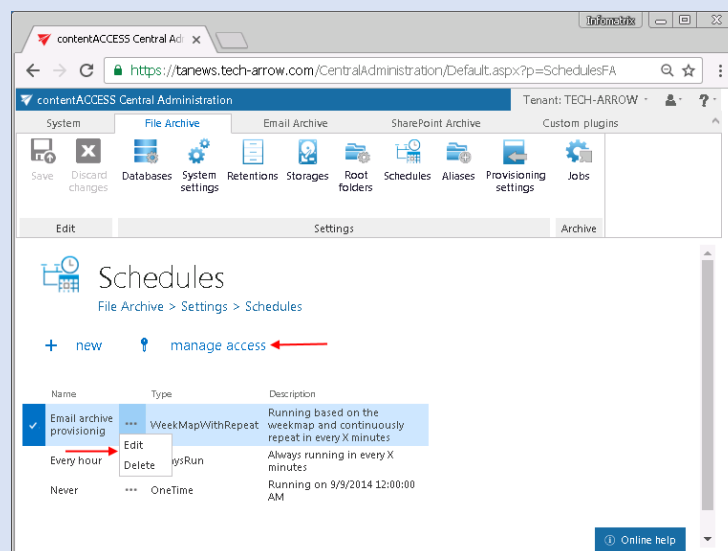 Infomatrix
contentACCESS Central Adr
https://tanews.tech-arrow.com/CentralAdministration/Default.aspx?p=SchedulesFA
contentACCESS Central Administration
Tenant: TECH-ARROW
?
System File Archive Email Archive SharePoint Archive Custom plugins
Save Discard changes Databases System settings Retentions Storages Root folders Schedules Aliases Provisioning settings Jobs
Edit Settings Archive
Schedules
File Archive > Settings > Schedules
+ new manage access
Name Type Description
Email archive provisionig ... WeekMapWithRepeat Running based on the weekmap and continuously repeat in every X minutes
Edit
Every hour ysRun Always running in every X minutes
Delete
Never ... OneTime Running on 9/9/2014 12:00:00 AM
Online help